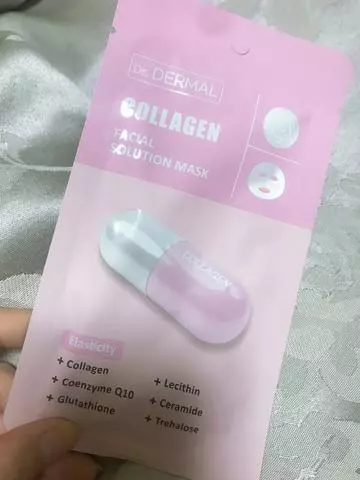 Dr. DERMAL
COLLAGEN
FACIAL
SOLUTION MASK
COLLAGEN
Elasticity
+ Collagen
+ Coenzyme Q10
+ Glutathione
+ Lecithin
+ Ceramide
+ Trehalose